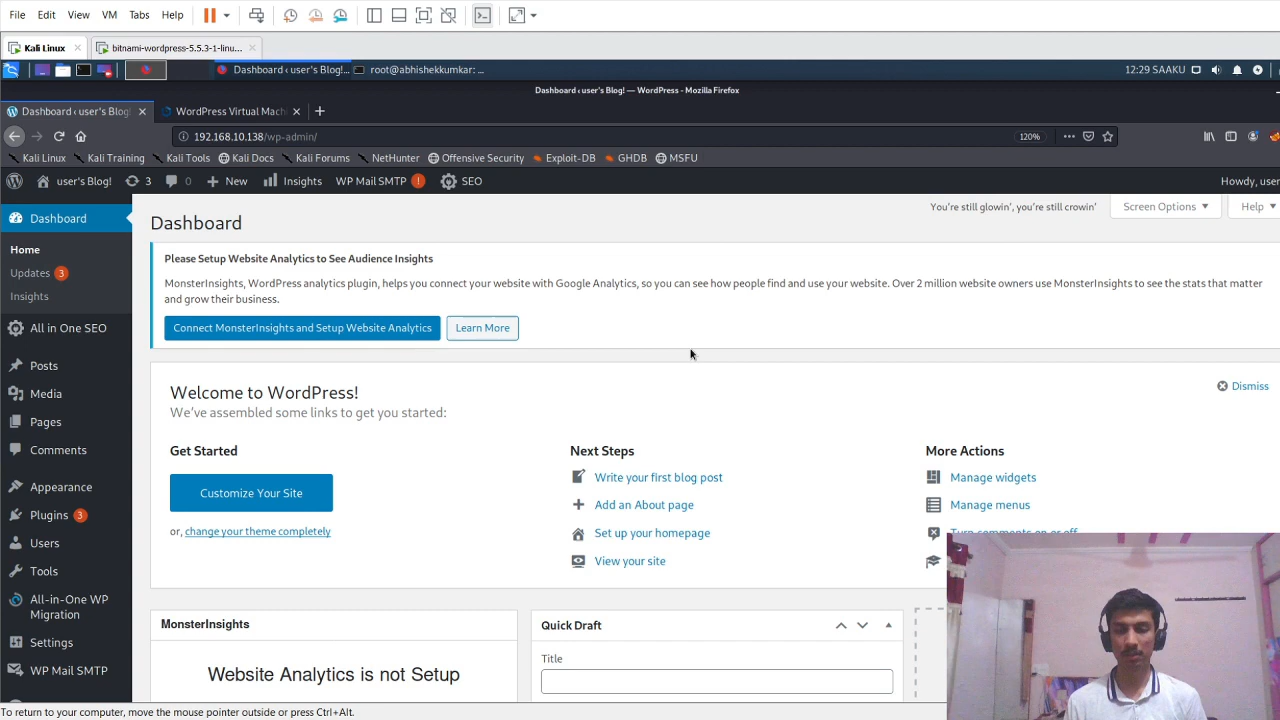 File Edit View VM Tabs Help
Kali Linux
bitnami-wordpress-5.5.3-1-linu...
Dashboard ‹ user's Blog!...
root@abhishekkumar: ...
12:29 SAAKU
Dashboard ‹ user's Blog! — WordPress - Mozilla Firefox
Dashboard ‹ user's Blog!
WordPress Virtual Machi
192.168.10.138/wp-admin/
120%
Kali Linux Kali Training Kali Tools Kali Docs Kali Forums NetHunter Offensive Security Exploit-DB GHDB MSFU
user's Blog! 3 0 New Insights WP Mail SMTP ! SEO
Howdy, user
Dashboard
Home
Updates 3
Insights
All in One SEO
Posts
Media
Pages
Comments
Appearance
Plugins 3
Users
Tools
All-in-One WP
Migration
Settings
WP Mail SMTP
You're still glowin', you're still crowin'
Screen Options
Help
Dashboard
Please Setup Website Analytics to See Audience Insights
MonsterInsights, WordPress analytics plugin, helps you connect your website with Google Analytics, so you can see how people find and use your website. Over 2 million website owners use MonsterInsights to see the stats that matter
and grow their business.
Connect MonsterInsights and Setup Website Analytics
Learn More
Welcome to WordPress!
Dismiss
We've assembled some links to get you started:
Get Started
Customize Your Site
or, change your theme completely
Next Steps
Write your first blog post
Add an About page
Set up your homepage
View your site
More Actions
Manage widgets
Manage menus
Turn comments on or off
MonsterInsights
Website Analytics is not Setup
Quick Draft
Title
To return to your computer, move the mouse pointer outside or press Ctrl+Alt.